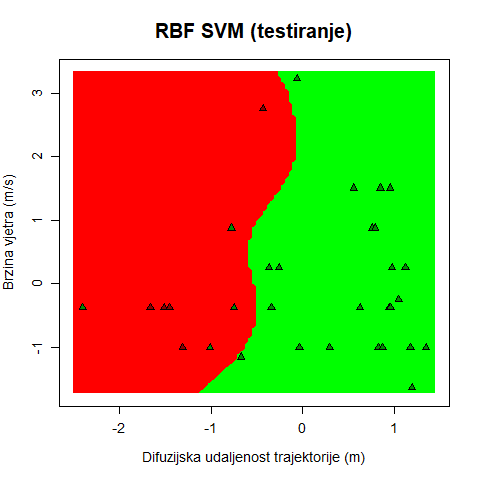 RBF SVM (testiranje)
Brzina vjetra (m/s)
3
2
1
0
-1
-2 -1 0 1
Difuzijska udaljenost trajektorije (m)